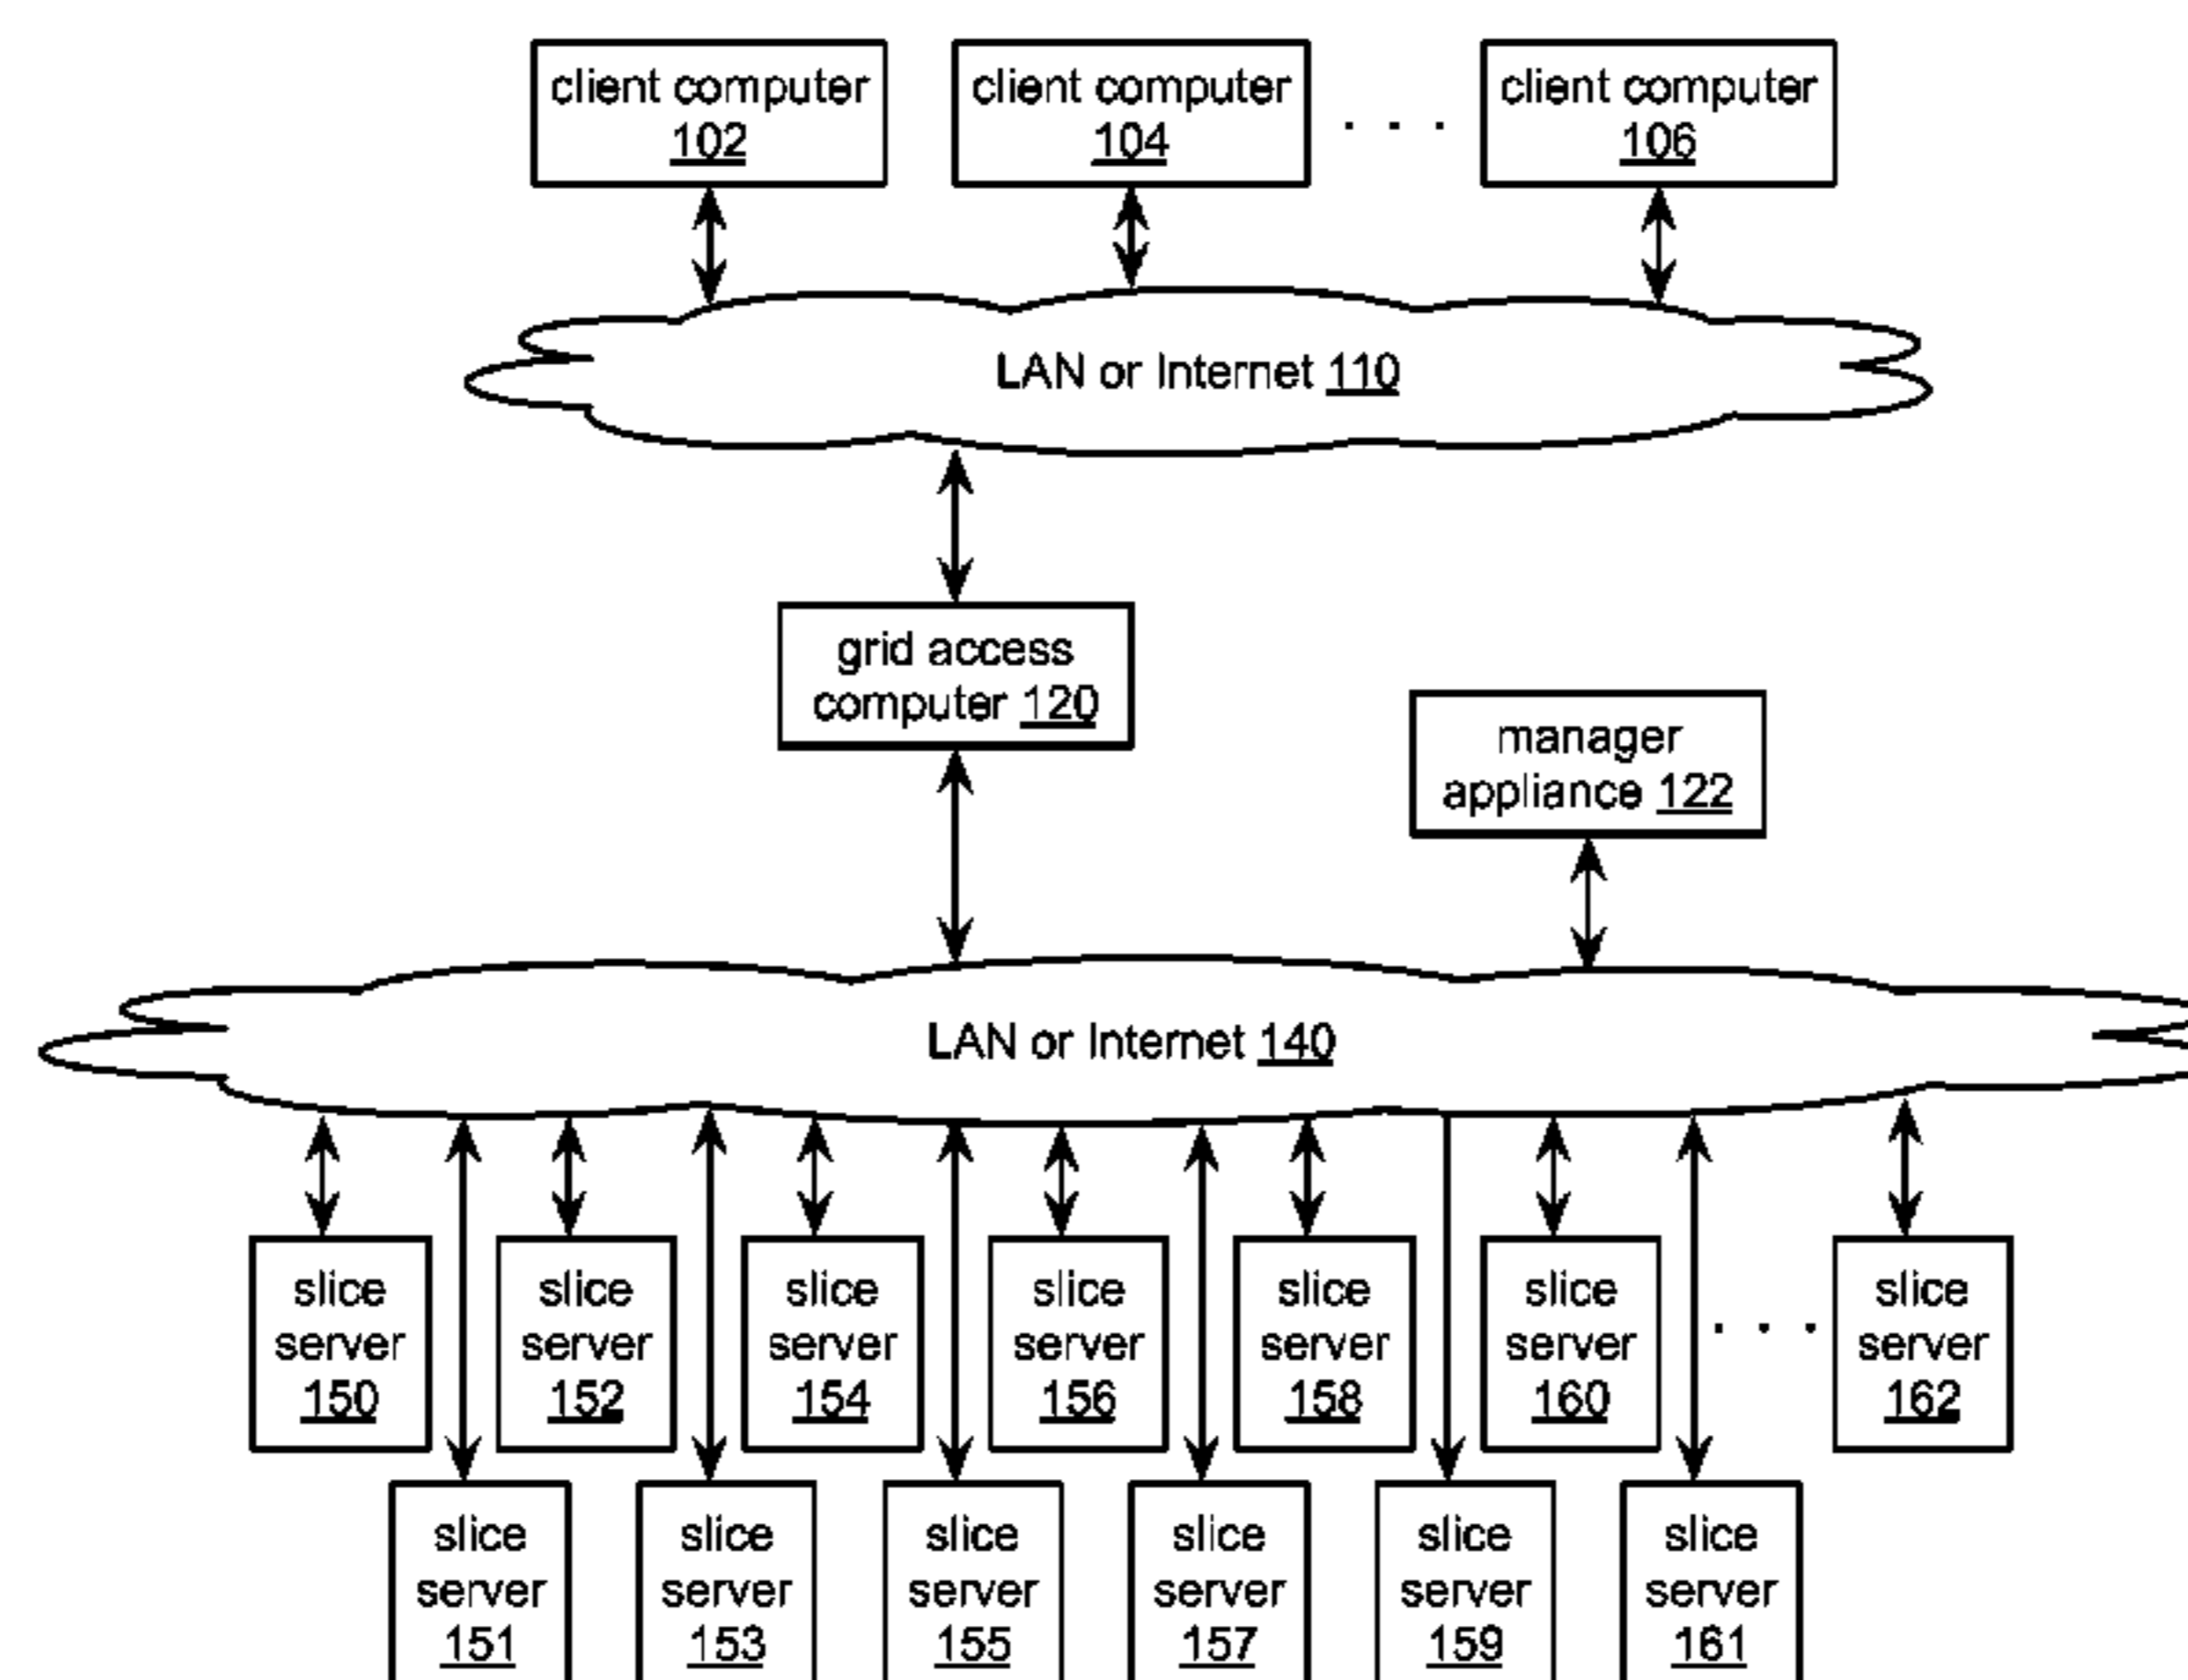 client computer
102
client computer
104
. . .
client computer
106
LAN or Internet 110
grid access
computer 120
manager
appliance 122
LAN or Internet 140
slice
server
150
slice
server
152
slice
server
154
slice
server
156
slice
server
158
slice
server
160
. . .
slice
server
162
slice
server
151
slice
server
153
slice
server
155
slice
server
157
slice
server
159
slice
server
161